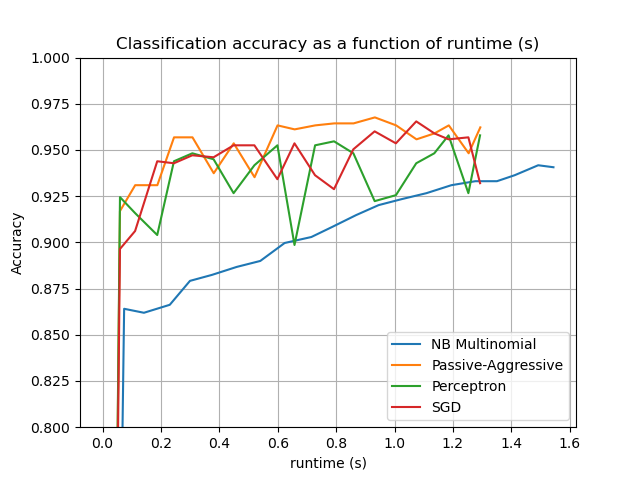 Classification accuracy as a function of runtime (s)
1.000
0.975
0.950
0.925
0.900
0.875
0.850
0.825
0.800
Accuracy
NB Multinomial
Passive-Aggressive
Perceptron
SGD
0.0 0.2 0.4 0.6 0.8 1.0 1.2 1.4 1.6
runtime (s)